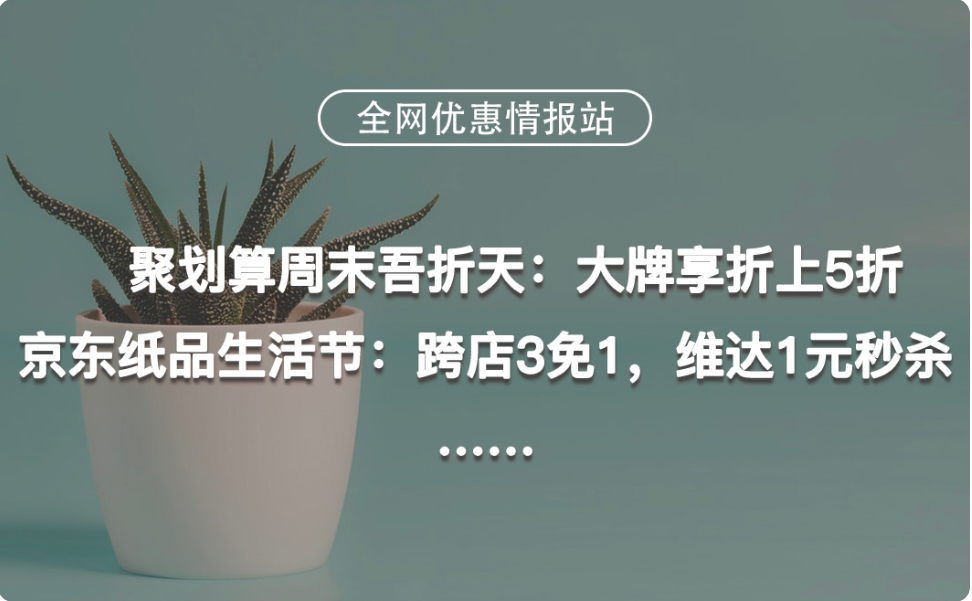 全网优惠情报站
聚划算周末吾折天：大牌享折上5折
京东纸品生活节：跨店3免1，维达1元秒杀
……